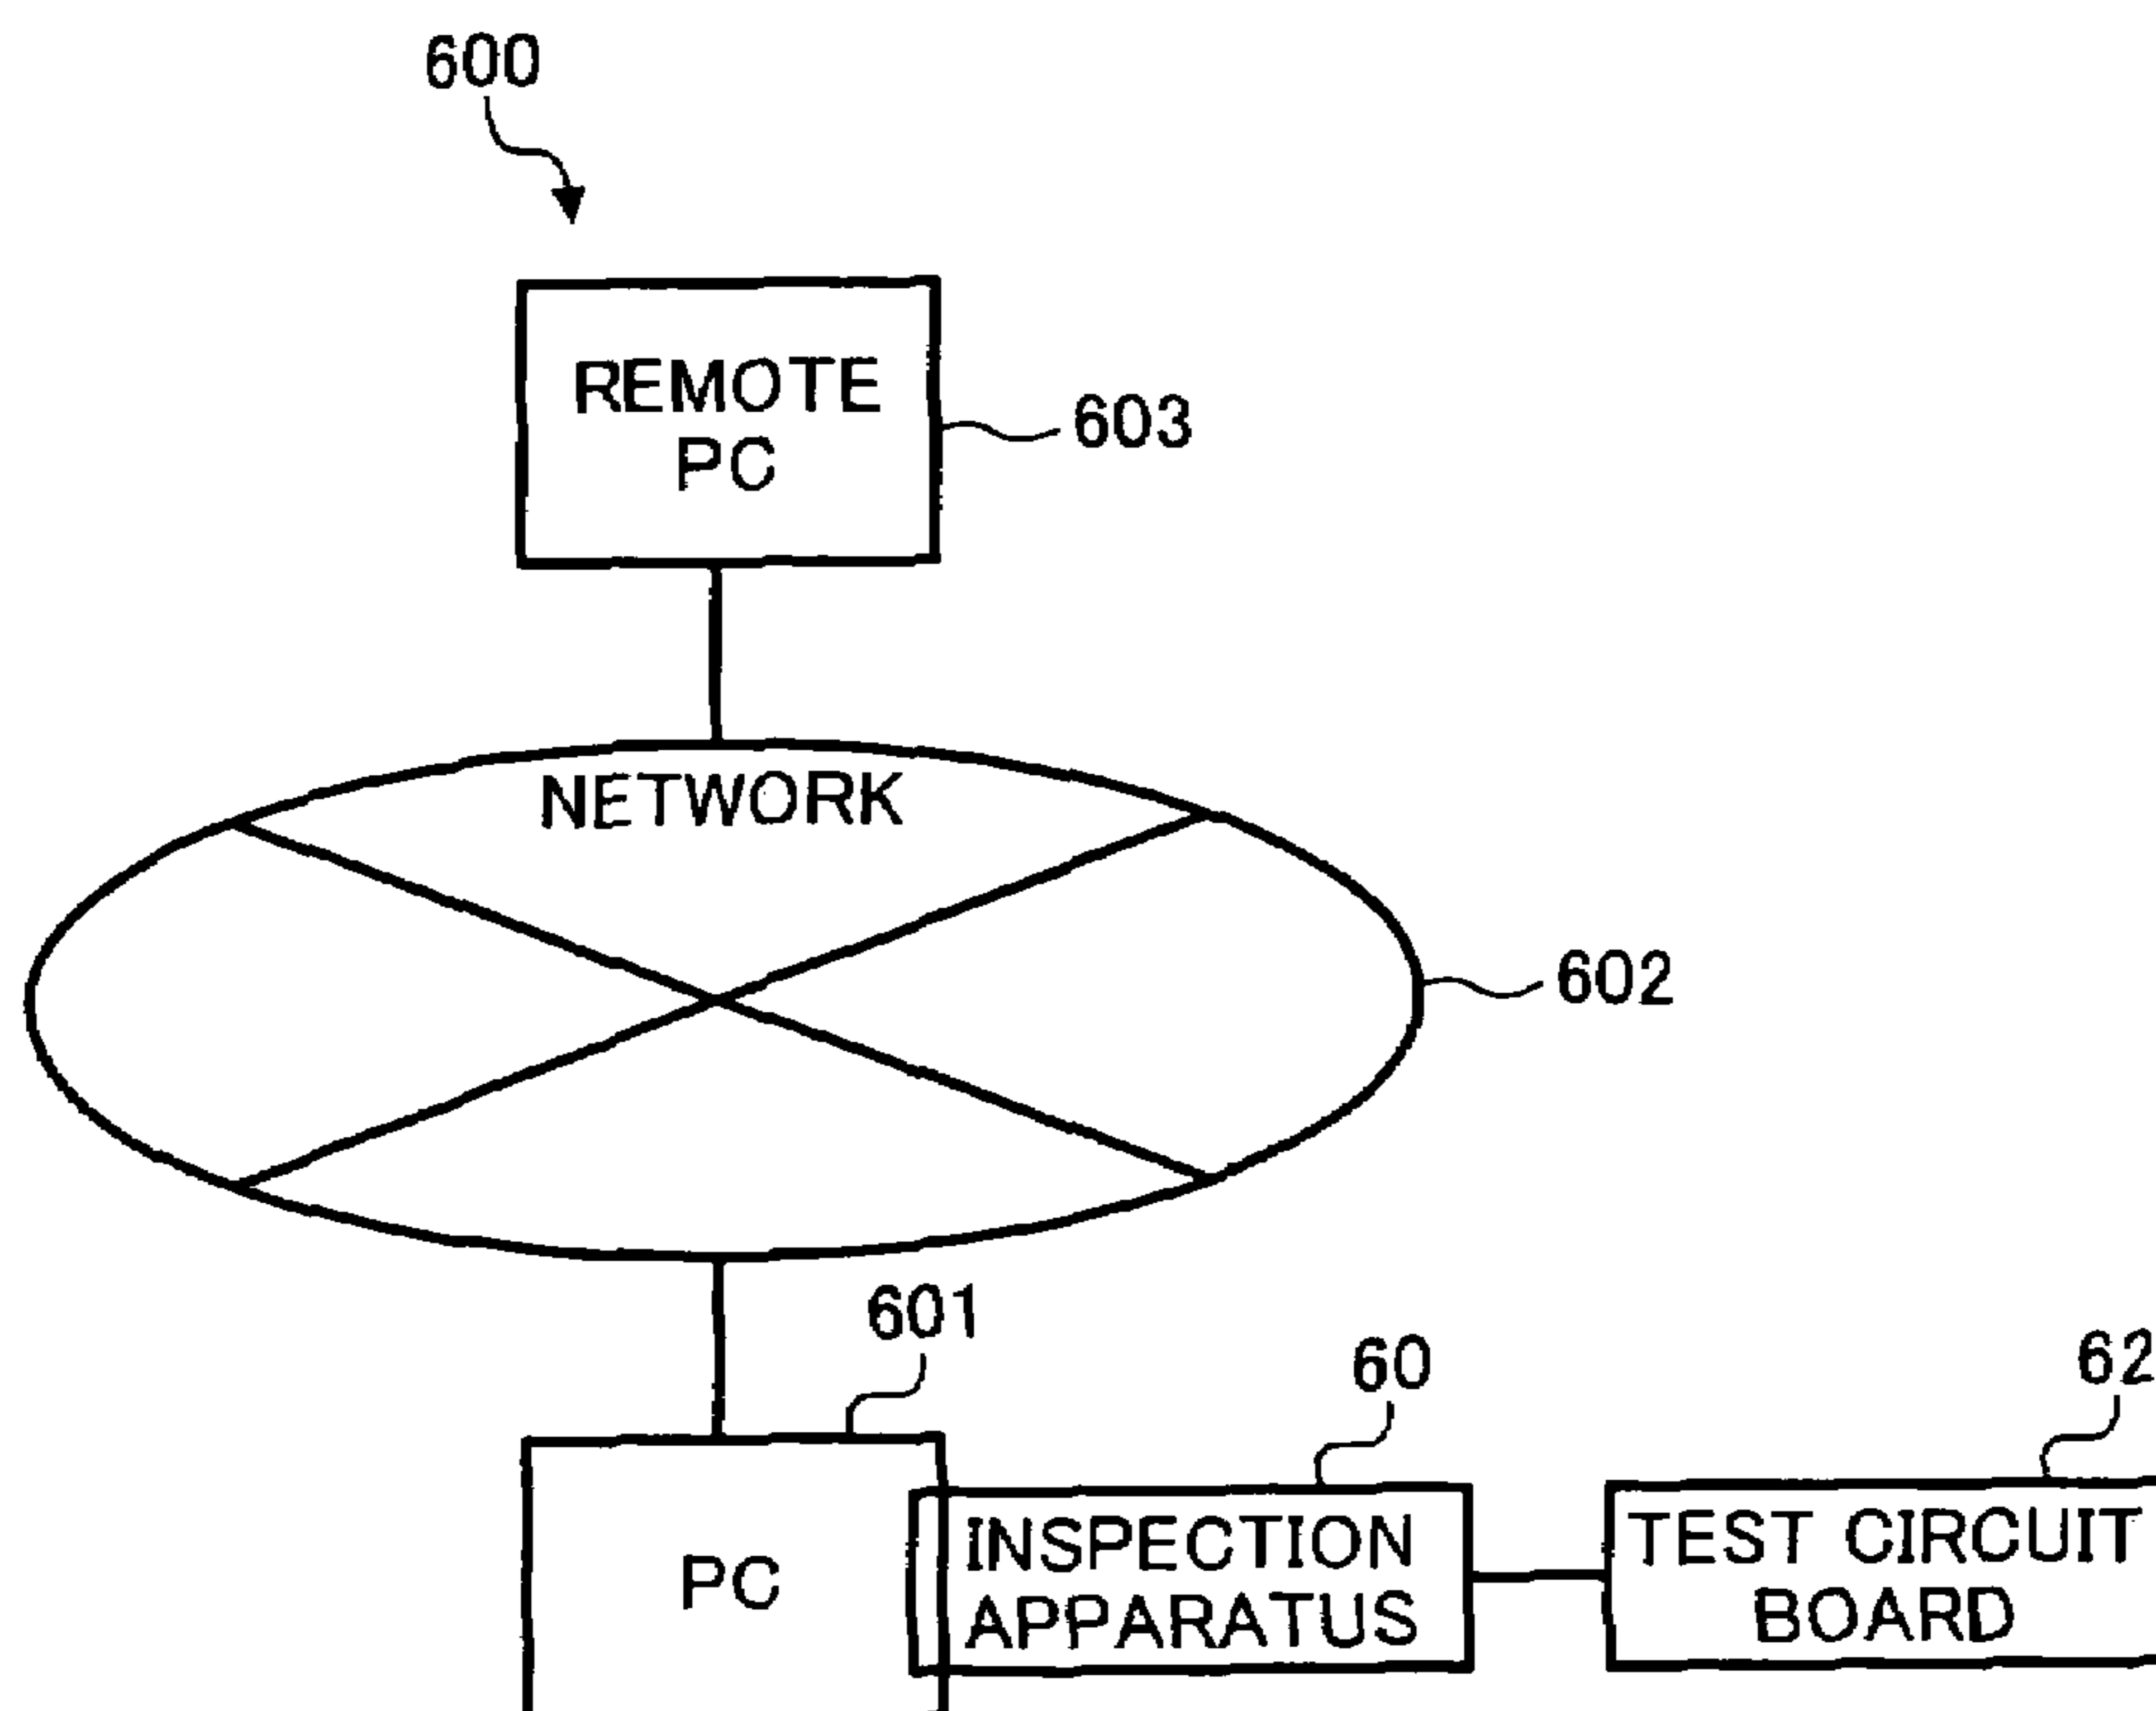 600
REMOTE
PC
603
NETWORK
602
601
60
62
PC
INSPECTION
APPARATUS
TEST CIRCUIT
BOARD